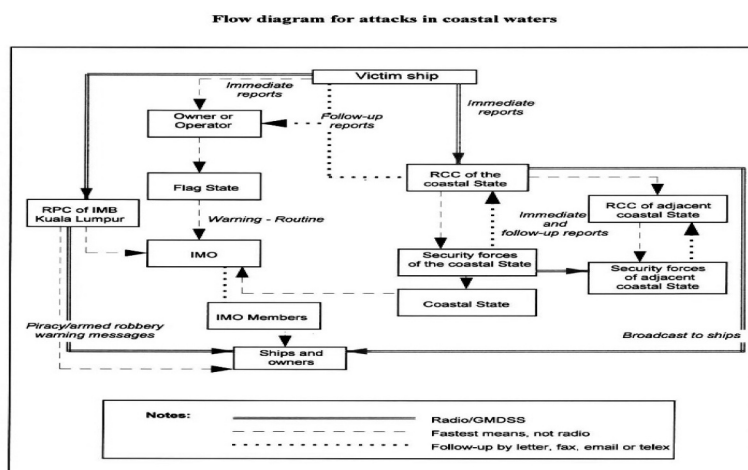 Flow diagram for attacks in coastal waters
Victim ship
Immediate
reports
Immediate
reports
Owner or
Operator
Follow-up
reports
RCC of the
coastal State
Flag State
RPC of IMB
Kuala Lumpur
RCC of adjacent
coastal State
Warning - Routine
Immediate
and
follow-up reports
IMO
Security forces
of the coastal State
Security forces
of adjacent
coastal State
Coastal State
IMO Members
Piracy/armed robbery
warning messages
Broadcast to ships
Ships and
owners
Notes:
Radio/GMDSS
Fastest means, not radio
Follow-up by letter, fax, email or telex